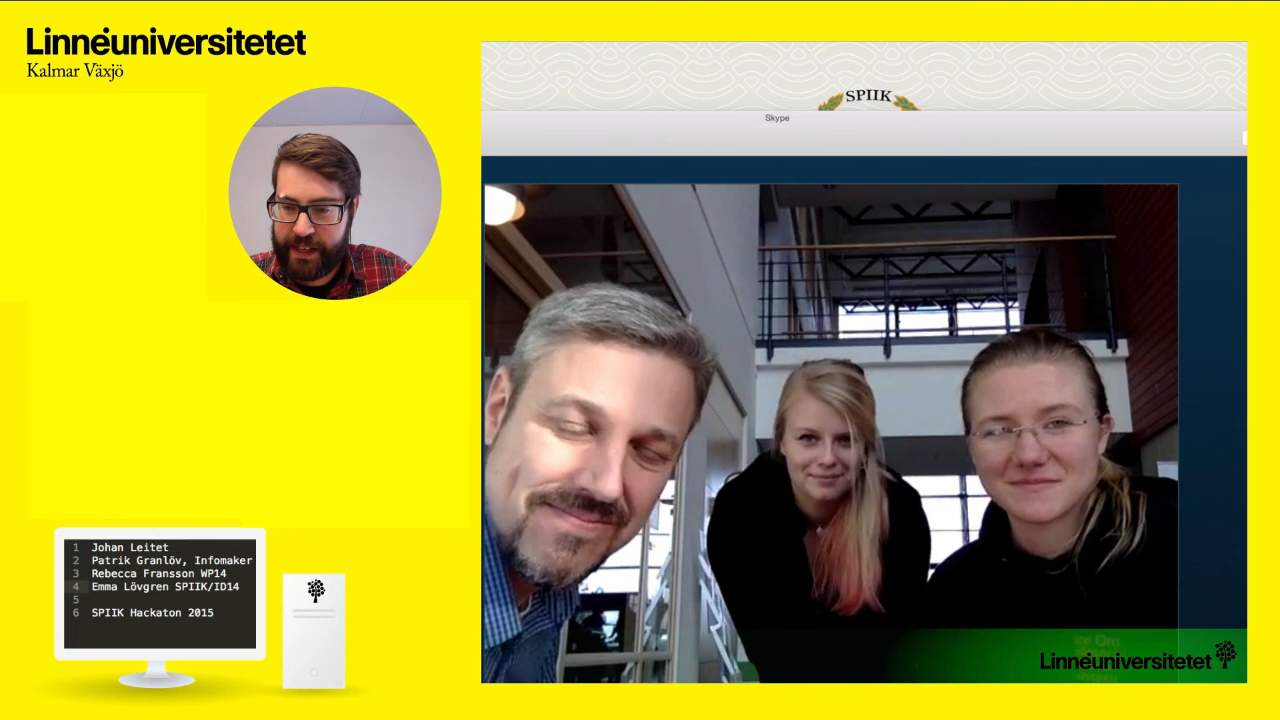 Linnéuniversitetet
Kalmar Växjö
SPIIK
Skype
1 Johan Leitet
2 Patrik Granlöv, Infomaker
3 Rebecca Fransson WP14
4 Emma Lövgren SPIIK/ID14
5
6 SPIIK Hackaton 2015
Linnéuniversitetet